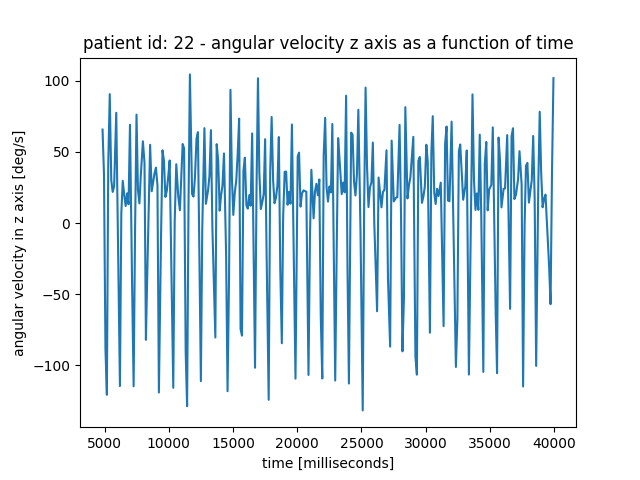 patient id: 22 - angular velocity z axis as a function of time
angular velocity in z axis [deg/s]
100
50
0
−50
−100
5000 10000 15000 20000 25000 30000 35000 40000
time [milliseconds]